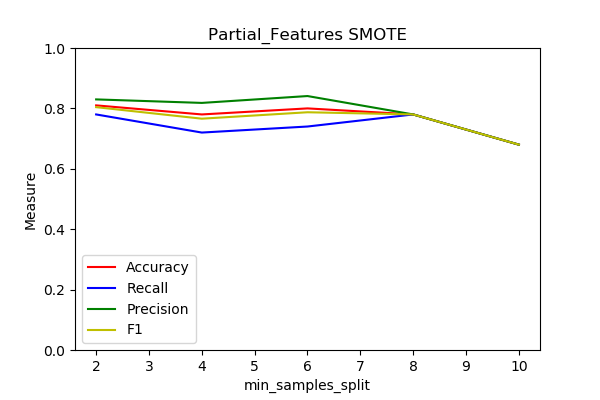 Partial_Features SMOTE
1.0
0.8
0.6
0.4
0.2
0.0
Measure
Accuracy
Recall
Precision
F1
2 3 4 5 6 7 8 9 10
min_samples_split